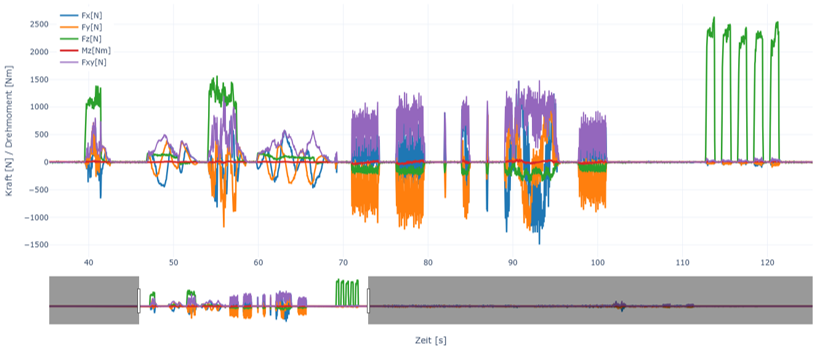 Fx[N]
Fy[N]
Fz[N]
Mz[Nm]
Fxy[N]
Kraft [N] / Drehmoment [Nm]
2500
2000
1500
1000
500
0
−500
−1000
−1500
40 50 60 70 80 90 100 110 120
Zeit [s]